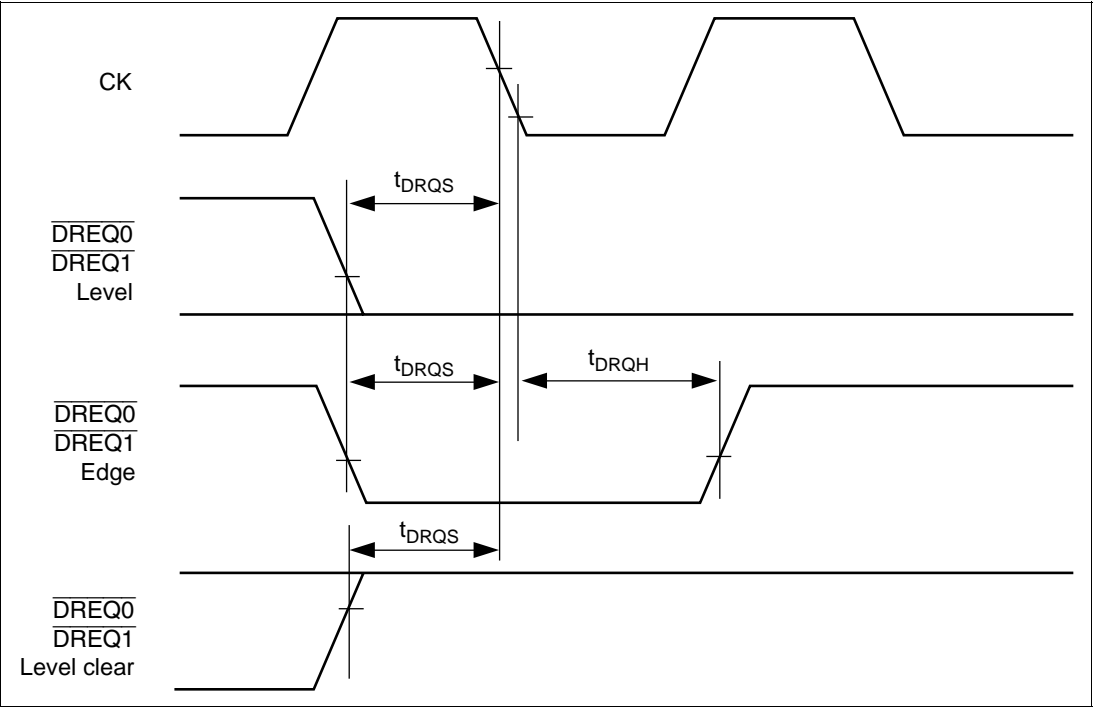 CK
tDRQS
DREQ0
DREQ1
Level
tDRQS
tDRQH
DREQ0
DREQ1
Edge
tDRQS
DREQ0
DREQ1
Level clear